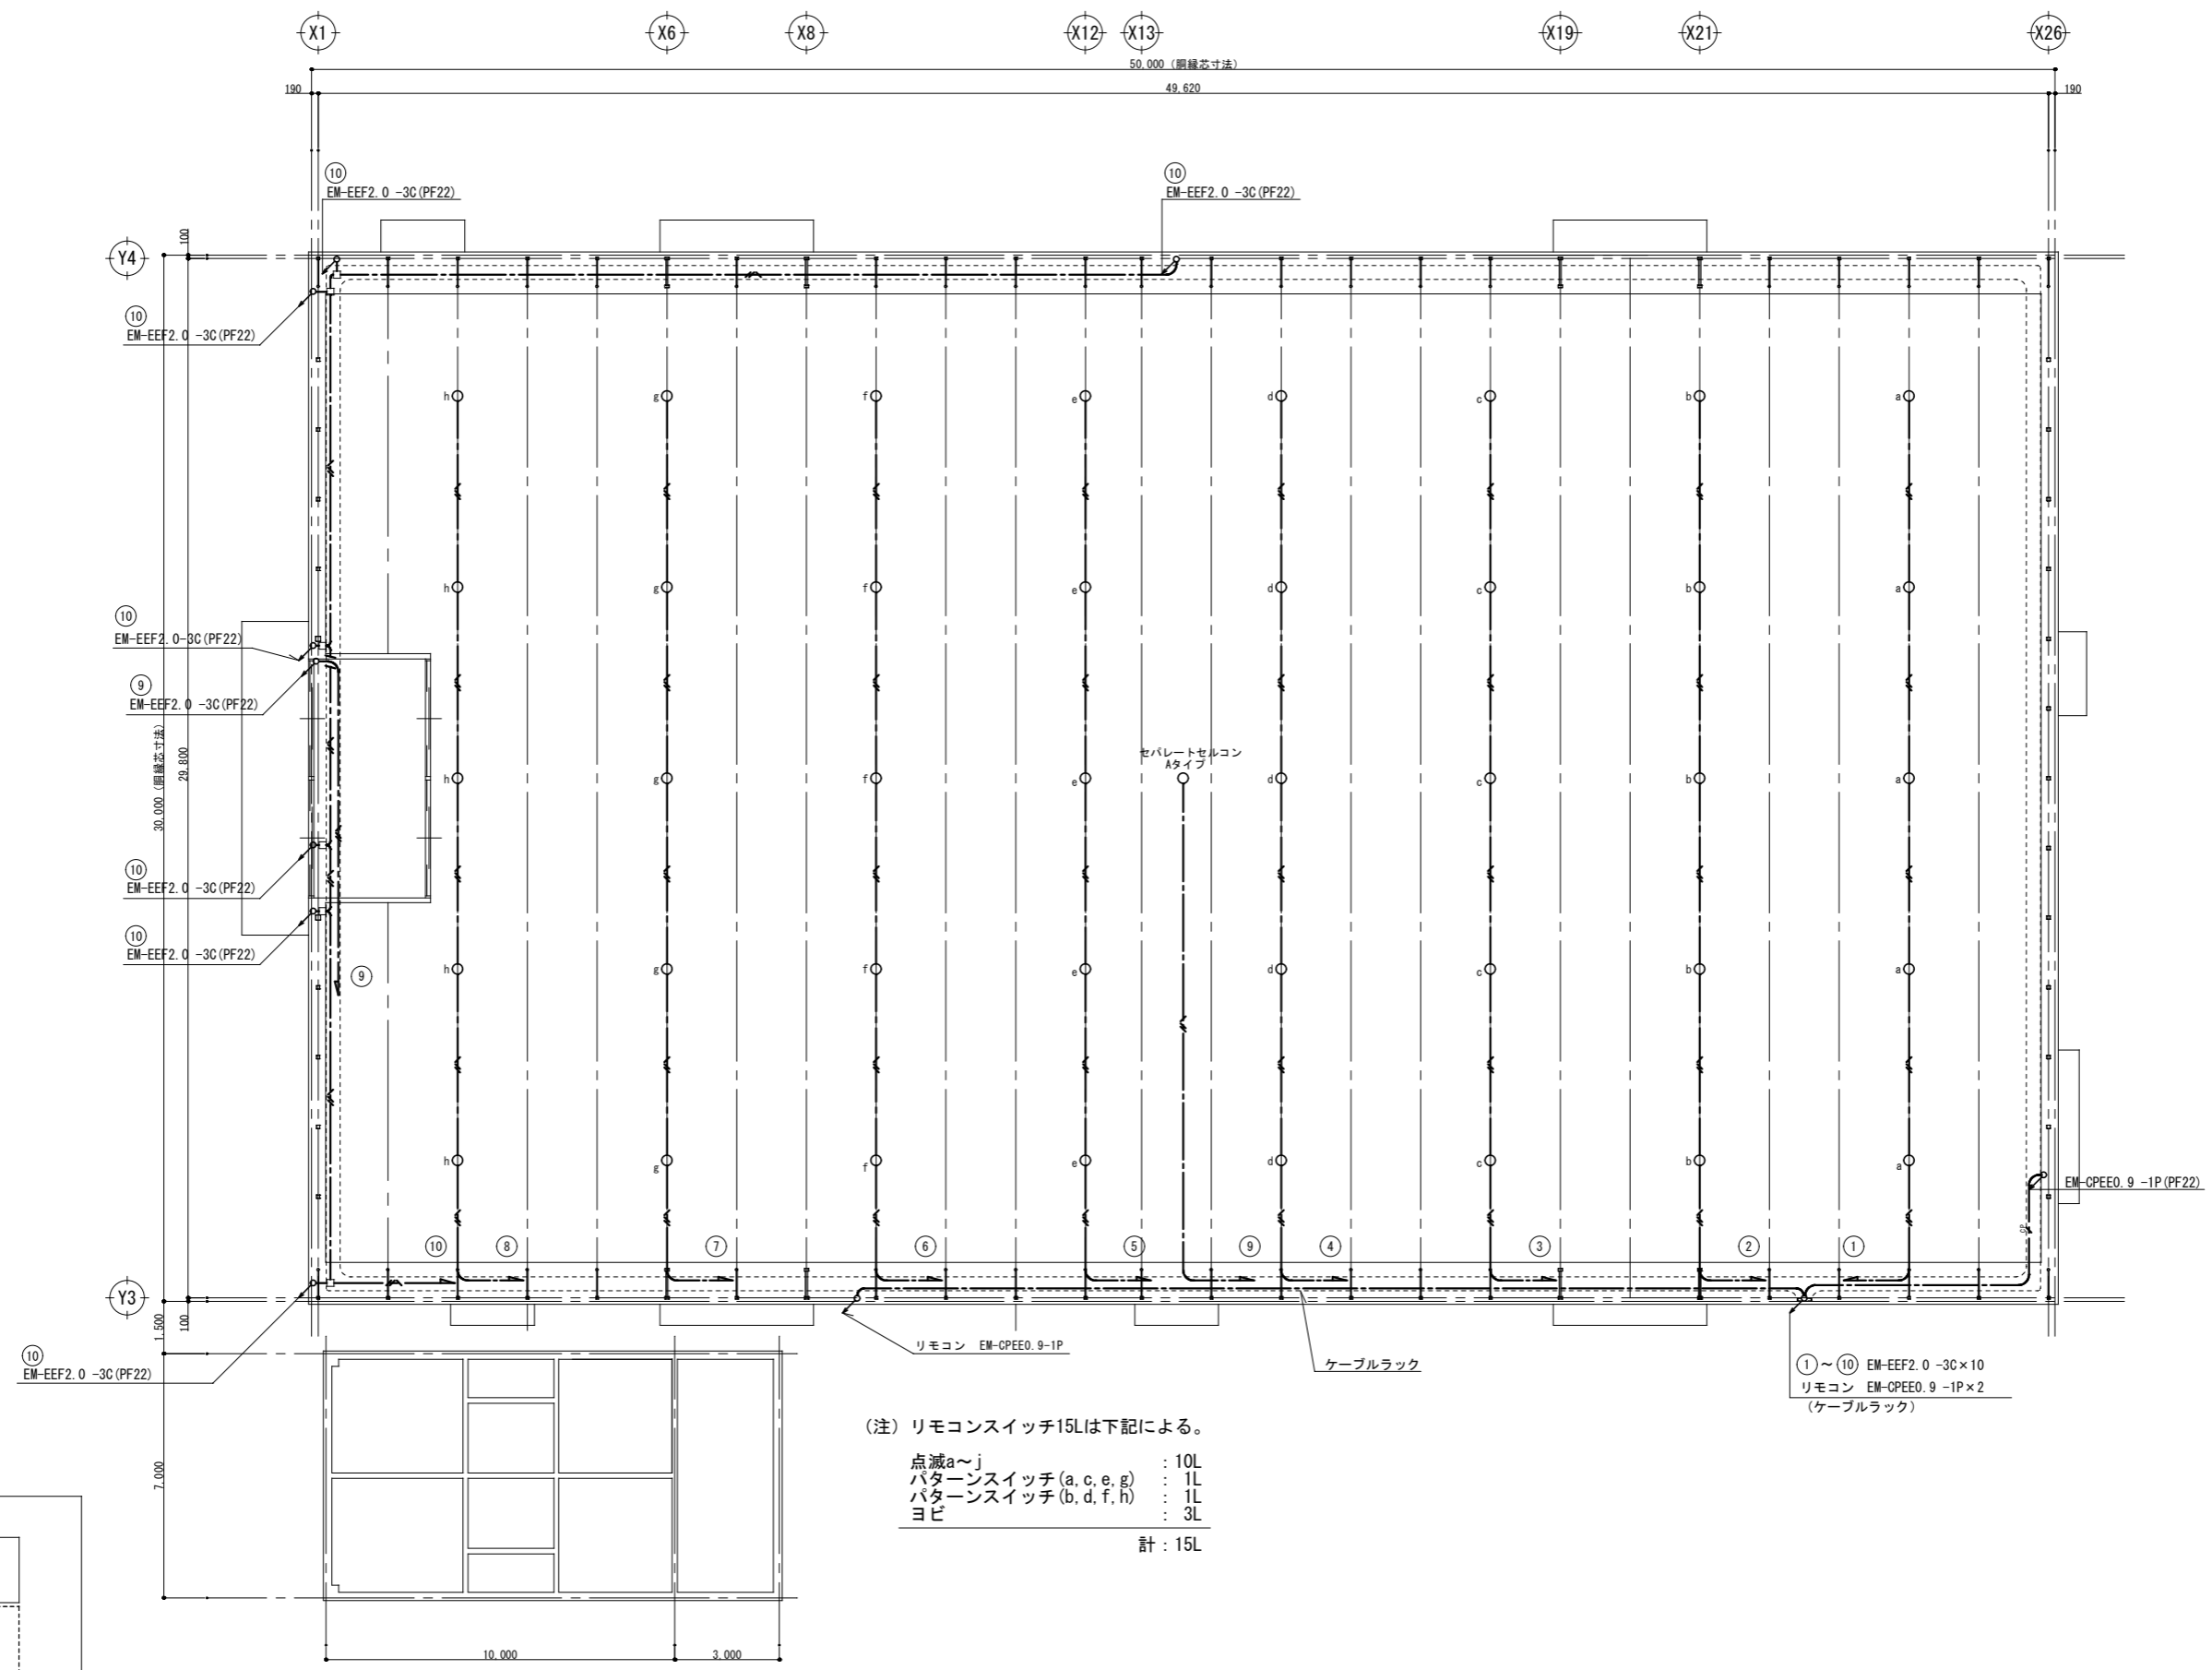 X1 X6 X8 X12 X13 X19 X21 X26
50,000 (胴縁芯寸法)
190 49,620 190
⑩
EM-EEF2.0 -3C(PF22)
⑩
EM-EEF2.0 -3C(PF22)
Y4
100
⑩
EM-EEF2.0 -3C(PF22)
h g f e d c b a
h g f e d c b a
⑩
EM-EEF2.0-3C(PF22)
⑨
EM-EEF2.0 -3C(PF22)
30,000 (胴縁芯寸法)
29,800
セパレートセルコン
Aタイプ
h g f e d c b a
⑩
EM-EEF2.0 -3C(PF22)
⑩
EM-EEF2.0 -3C(PF22)
⑨
h g f e d c b a
h g f e d c b a
EM-CPEE0.9 -1P(PF22)
CP
⑩ ⑧ ⑦ ⑥ ⑤ ⑨ ④ ③ ② ①
Y3
100
1,500
リモコン EM-CPEE0.9-1P
ケーブルラック
①~⑩ EM-EEF2.0 -3C×10
リモコン EM-CPEE0.9 -1P×2
(ケーブルラック)
⑩
EM-EEF2.0 -3C(PF22)
7,000
(注) リモコンスイッチ15Lは下記による。
点滅a~j : 10L
パターンスイッチ(a,c,e,g) : 1L
パターンスイッチ(b,d,f,h) : 1L
ヨビ : 3L
計 : 15L
10,000 3,000